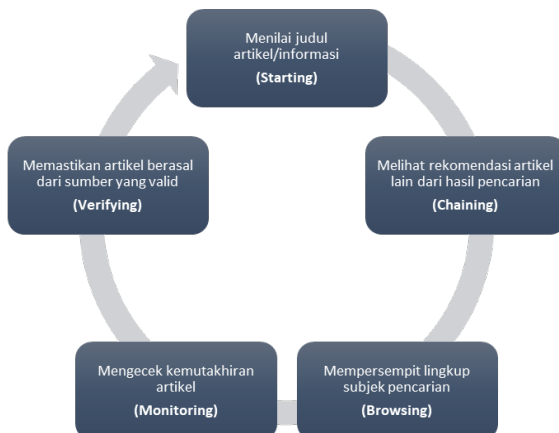 Menilai judul
artikel/informasi
(Starting)
Melihat rekomendasi artikel
lain dari hasil pencarian
(Chaining)
Mempersempit lingkup
subjek pencarian
(Browsing)
Mengecek kemutakhiran
artikel
(Monitoring)
Memastikan artikel berasal
dari sumber yang valid
(Verifying)